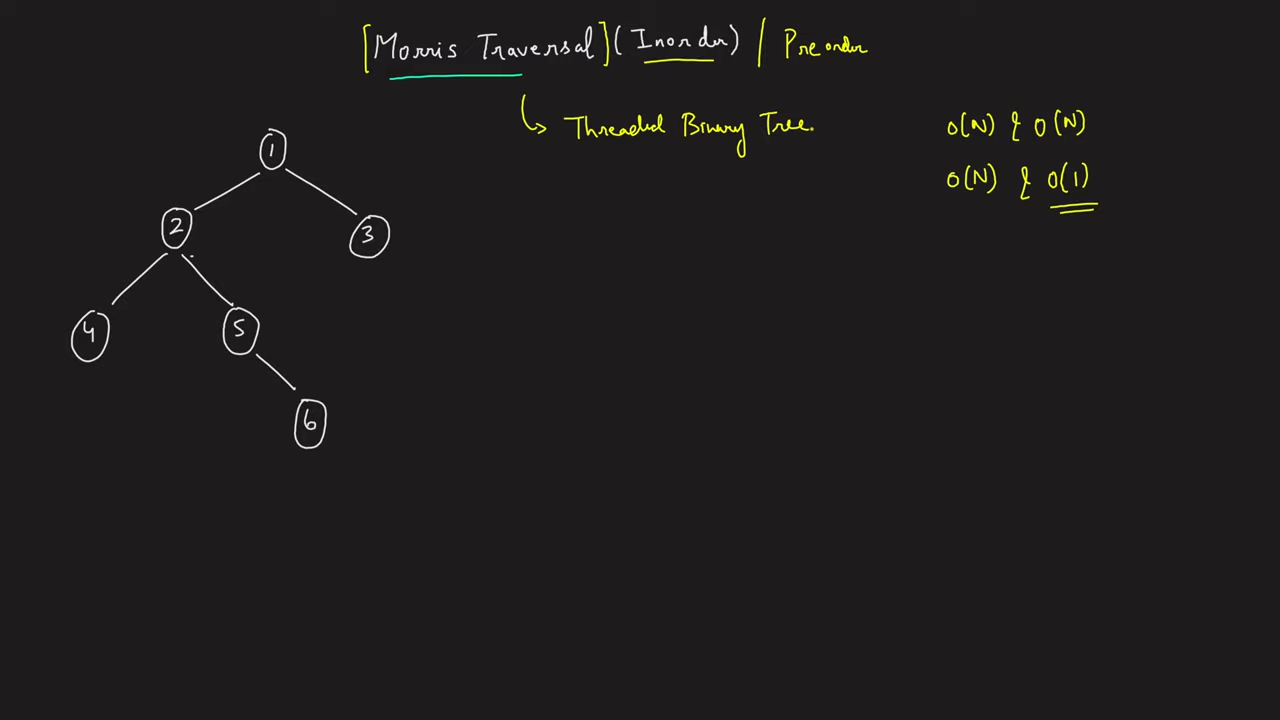 [Morris Traversal](Inorder) | Preorder
↳ Threaded Binary Tree.
O(N) & O(N)
O(N) & O(1)
1
2
3
4
5
6